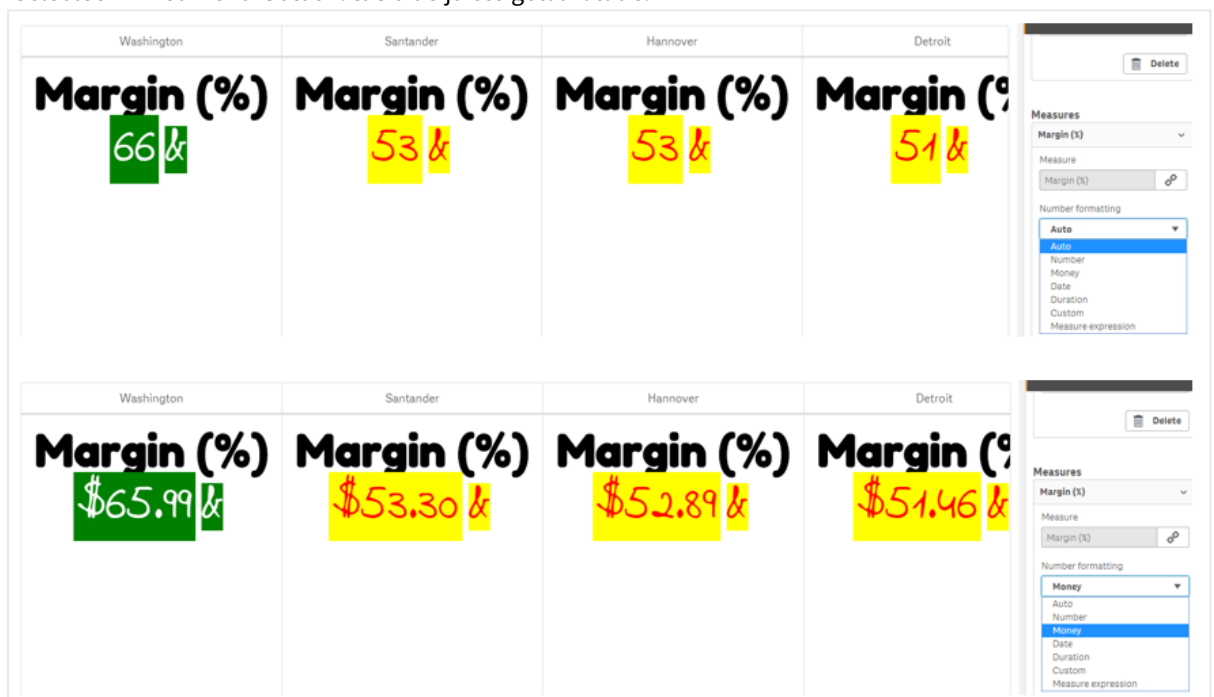 Washington Santander Hannover Detroit
Margin (%) Margin (%) Margin (%) Margin (%
66 & 53 & 53 & 51 &
Delete
Measures
Margin (%)
Measure
Margin (%)
Number formatting
Auto
Auto
Number
Money
Date
Duration
Custom
Measure expression
Washington Santander Hannover Detroit
Margin (%) Margin (%) Margin (%) Margin (%
$65.99 & $53.30 & $52.89 & $51.46 &
Delete
Measures
Margin (%)
Measure
Margin (%)
Number formatting
Money
Auto
Number
Money
Date
Duration
Custom
Measure expression